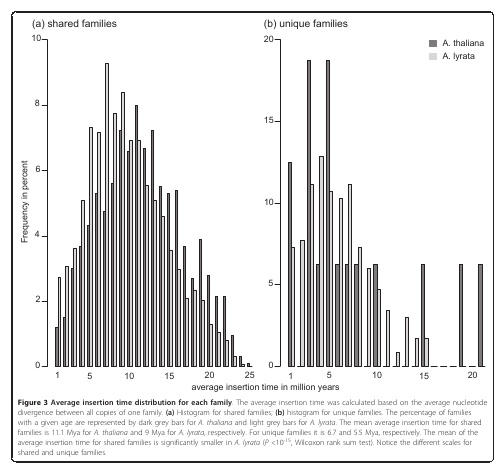 (a) shared families
(b) unique families
A. thaliana
A. lyrata
Frequency in percent
10
8
6
4
2
0
1 5 10 15 20 25
20
15
10
5
0
1 5 10 15 20
average insertion time in million years
Figure 3 Average insertion time distribution for each family. The average insertion time was calculated based on the average nucleotide
divergence between all copies of one family. (a) Histogram for shared families; (b) histogram for unique families. The percentage of families
with a given age are represented by dark grey bars for A. thaliana and light grey bars for A. lyrata. The mean average insertion time for shared
families is 11.1 Mya for A. thaliana and 9 Mya for A. lyrata, respectively. For unique families it is 6.7 and 5.5 Mya, respectively. The mean of the
average insertion time for shared families is significantly smaller in A. lyrata (P <10-15, Wilcoxon rank sum test). Notice the different scales for
shared and unique families.